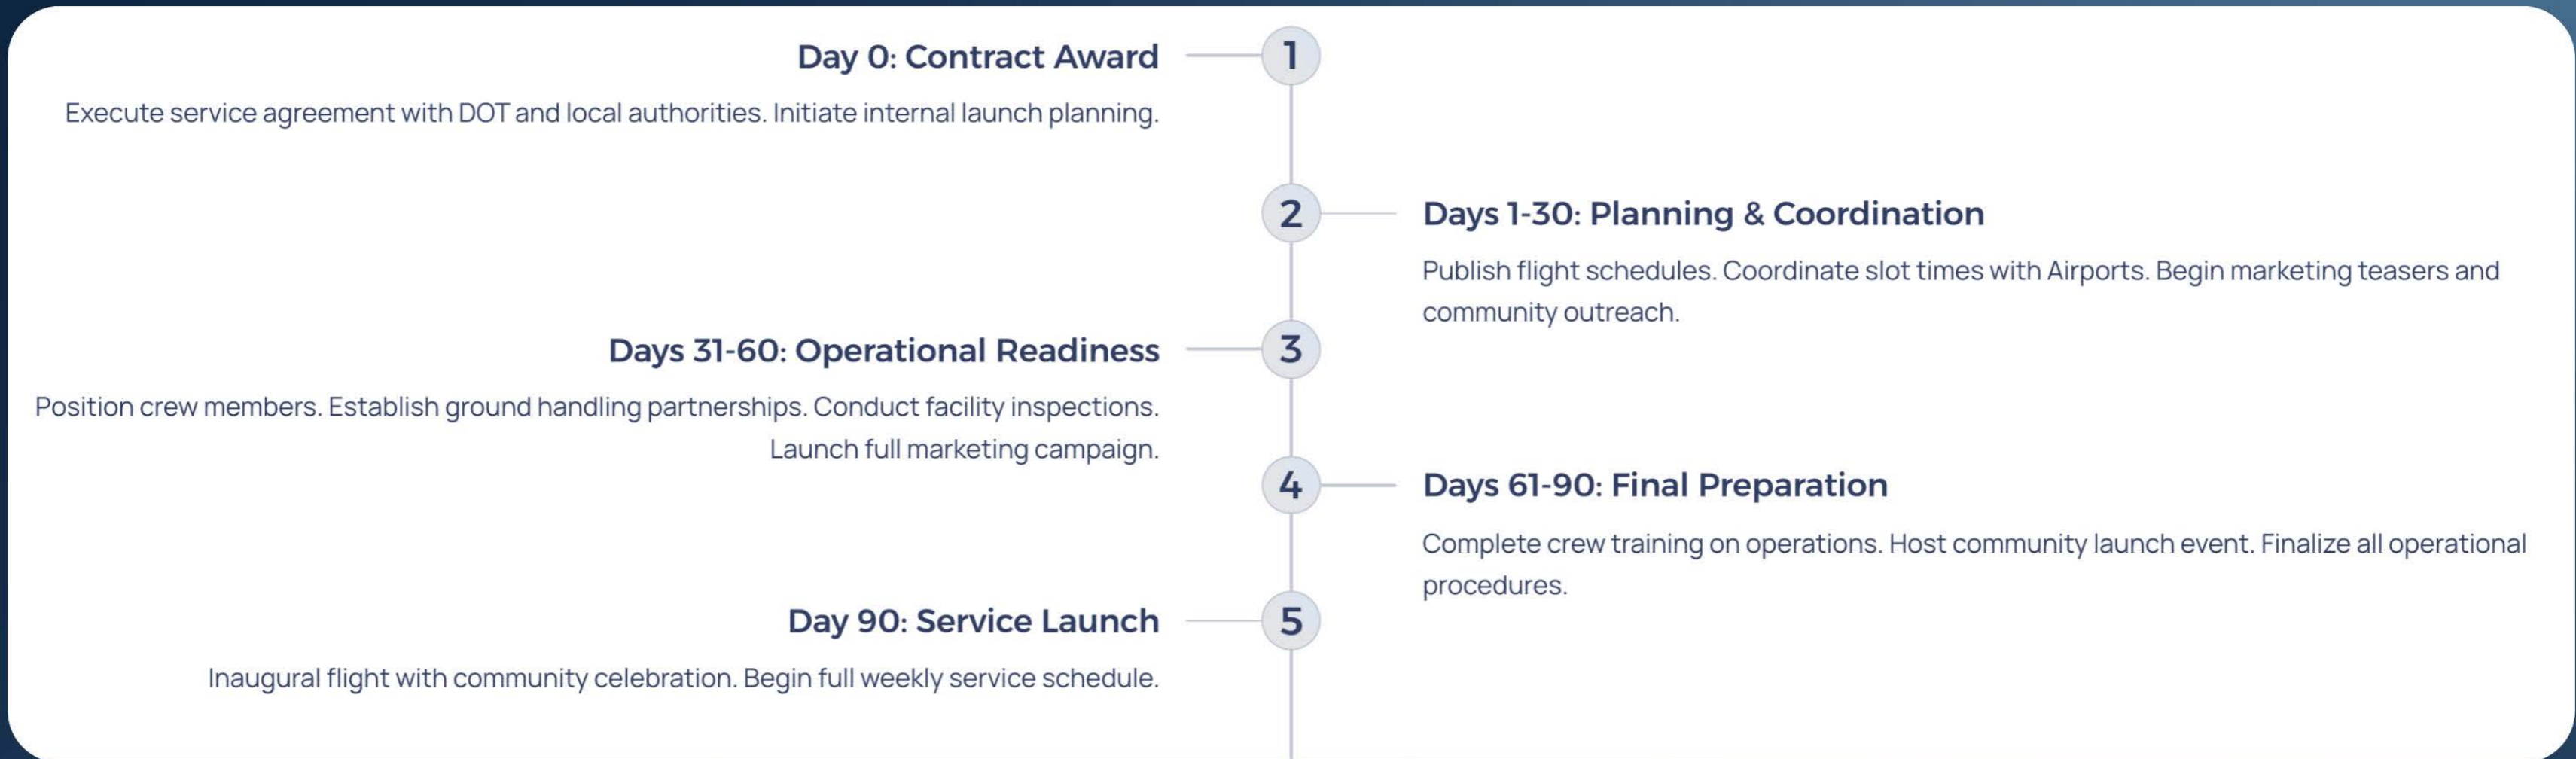 Day 0: Contract Award
1
Execute service agreement with DOT and local authorities. Initiate internal launch planning.
2
Days 1-30: Planning & Coordination
Publish flight schedules. Coordinate slot times with Airports. Begin marketing teasers and
community outreach.
Days 31-60: Operational Readiness
3
Position crew members. Establish ground handling partnerships. Conduct facility inspections.
Launch full marketing campaign.
4
Days 61-90: Final Preparation
Complete crew training on operations. Host community launch event. Finalize all operational
procedures.
Day 90: Service Launch
5
Inaugural flight with community celebration. Begin full weekly service schedule.